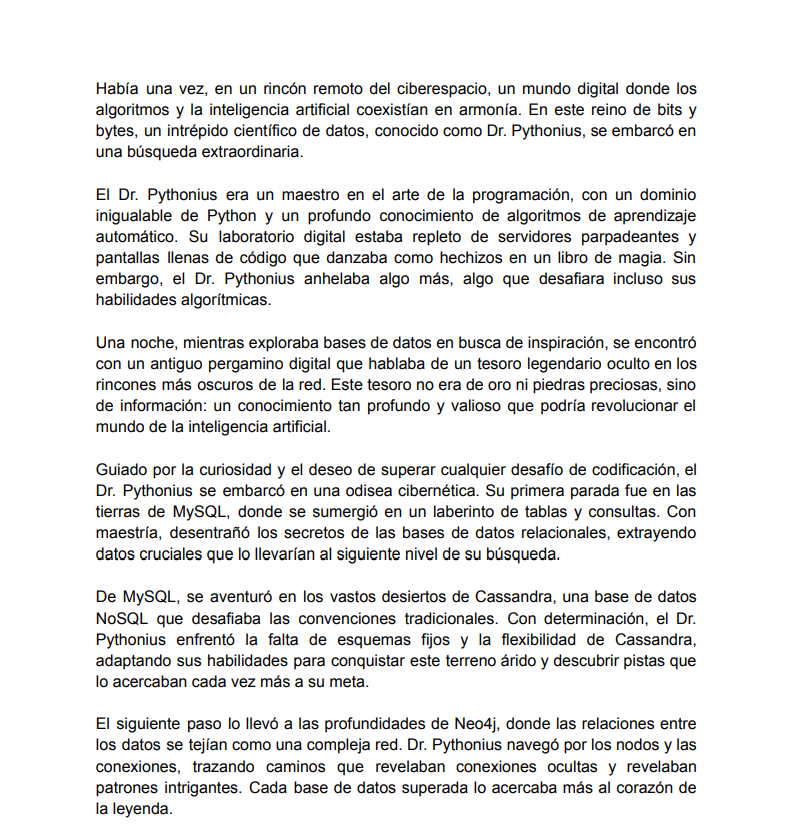 Había una vez, en un rincón remoto del ciberespacio, un mundo digital donde los
algoritmos y la inteligencia artificial coexistían en armonía. En este reino de bits y
bytes, un intrépido científico de datos, conocido como Dr. Pythonius, se embarcó en
una búsqueda extraordinaria.
El Dr. Pythonius era un maestro en el arte de la programación, con un dominio
inigualable de Python y un profundo conocimiento de algoritmos de aprendizaje
automático. Su laboratorio digital estaba repleto de servidores parpadeantes y
pantallas llenas de código que danzaba como hechizos en un libro de magia. Sin
embargo, el Dr. Pythonius anhelaba algo más, algo que desafiara incluso sus
habilidades algorítmicas.
Una noche, mientras exploraba bases de datos en busca de inspiración, se encontró
con un antiguo pergamino digital que hablaba de un tesoro legendario oculto en los
rincones más oscuros de la red. Este tesoro no era de oro ni piedras preciosas, sino
de información: un conocimiento tan profundo y valioso que podría revolucionar el
mundo de la inteligencia artificial.
Guiado por la curiosidad y el deseo de superar cualquier desafío de codificación, el
Dr. Pythonius se embarcó en una odisea cibernética. Su primera parada fue en las
tierras de MySQL, donde se sumergió en un laberinto de tablas y consultas. Con
maestría, desentrañó los secretos de las bases de datos relacionales, extrayendo
datos cruciales que lo llevarían al siguiente nivel de su búsqueda.
De MySQL, se aventuró en los vastos desiertos de Cassandra, una base de datos
NoSQL que desafiaba las convenciones tradicionales. Con determinación, el Dr.
Pythonius enfrentó la falta de esquemas fijos y la flexibilidad de Cassandra,
adaptando sus habilidades para conquistar este terreno árido y descubrir pistas que
lo acercaban cada vez más a su meta.
El siguiente paso lo llevó a las profundidades de Neo4j, donde las relaciones entre
los datos se tejían como una compleja red. Dr. Pythonius navegó por los nodos y las
conexiones, trazando caminos que revelaban conexiones ocultas y revelaban
patrones intrigantes. Cada base de datos superada lo acercaba más al corazón de
la leyenda.